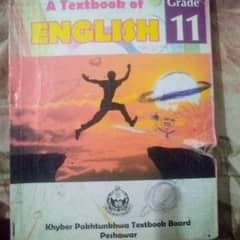 A Textbook of
ENGLISH
Grade
11
Khyber Pakhtunkhwa Textbook Board
Peshawar